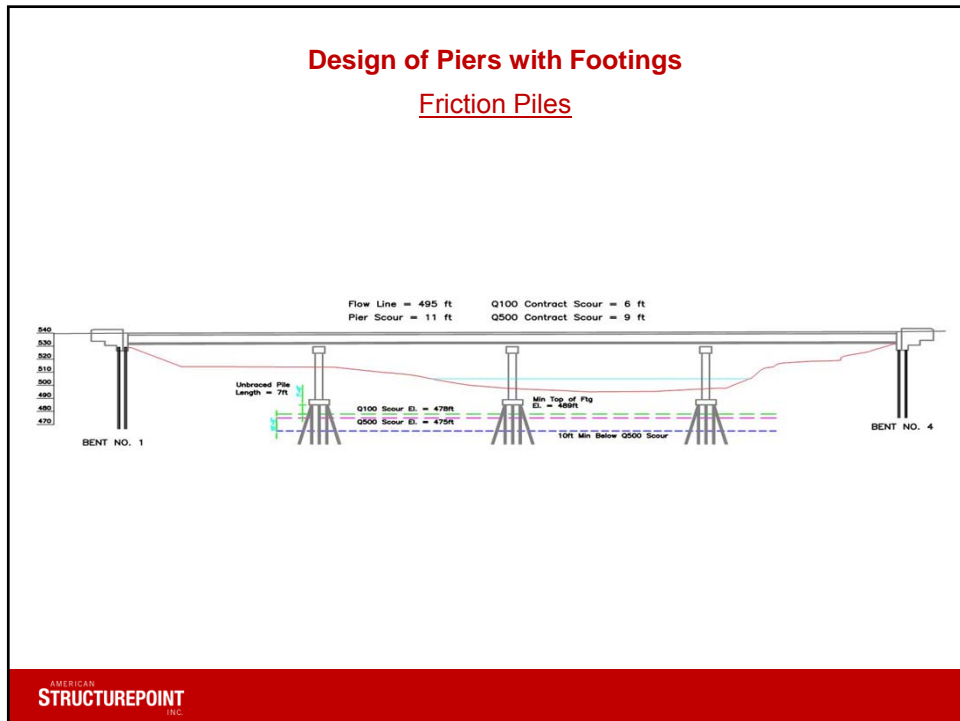 Design of Piers with Footings
Friction Piles
Flow Line = 495 ft Q100 Contract Scour = 6 ft
Pier Scour = 11 ft Q500 Contract Scour = 9 ft
540
530
520
510
500
490
480
470
Unbraced Pile
Length = 7ft
Q100 Scour El. = 478ft
Q500 Scour El. = 475ft
Min Top of Ftg
El. = 489ft
10ft Min Below Q500 Scour
BENT NO. 1
BENT NO. 4
AMERICAN
STRUCTUREPOINT
INC.